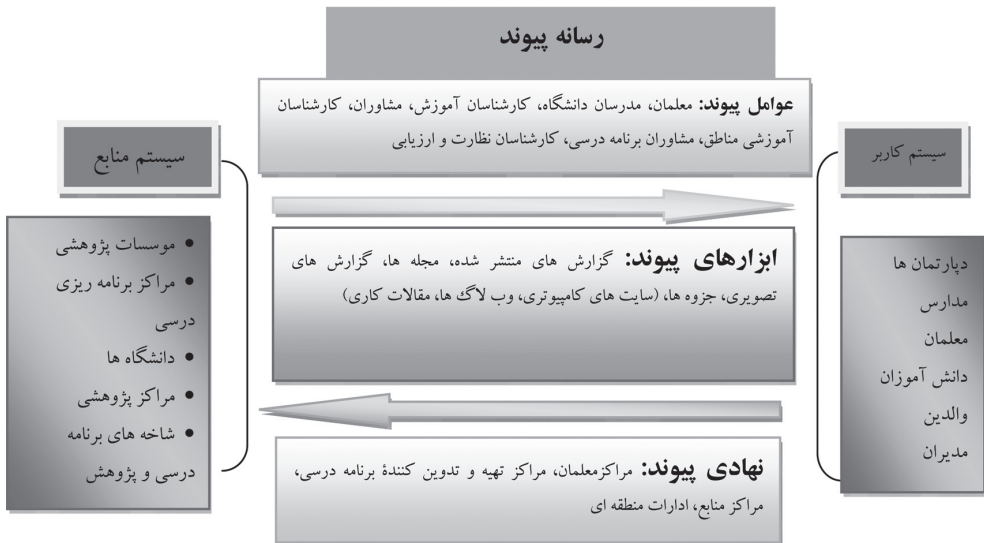 رسانه پیوند
عوامل پیوند: معلمان، مدرسان دانشگاه، کارشناسان آموزش، مشاوران، کارشناسان
آموزشی مناطق، مشاوران برنامه درسی، کارشناسان نظارت و ارزیابی
سیستم کاربر
دپارتمان ها
مدارس
معلمان
دانش آموزان
والدین
مدیران
ابزارهای پیوند: گزارش های منتشر شده، مجله ها، گزارش های
تصویری، جزوه ها، (سایت های کامپیوتری، وب لاگ ها، مقالات کاری)
نهادی پیوند: مراکزمعلمان، مراکز تهیه و تدوین کنندۀ برنامه درسی،
مراکز منابع، ادارات منطقه ای
سیستم منابع
• موسسات پژوهشی
• مراکز برنامه ریزی
درسی
• دانشگاه ها
• مراکز پژوهشی
• شاخه های برنامه
درسی و پژوهش